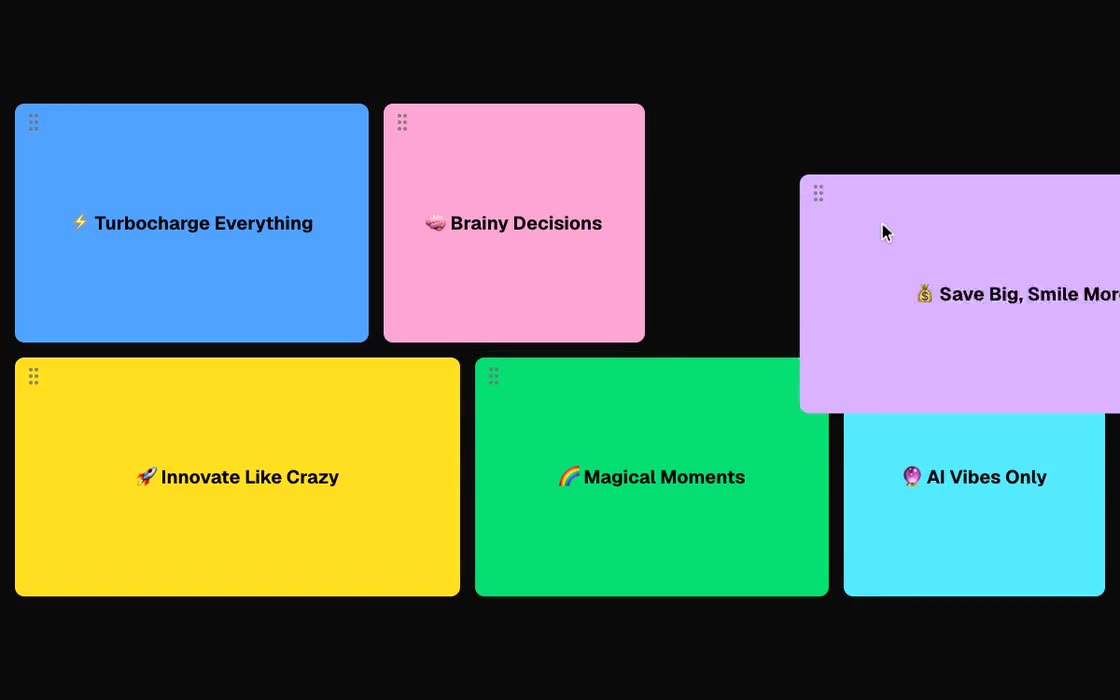 ⚡ Turbocharge Everything
🧠 Brainy Decisions
💰 Save Big, Smile Mor
🚀 Innovate Like Crazy
🌈 Magical Moments
🔮 AI Vibes Only